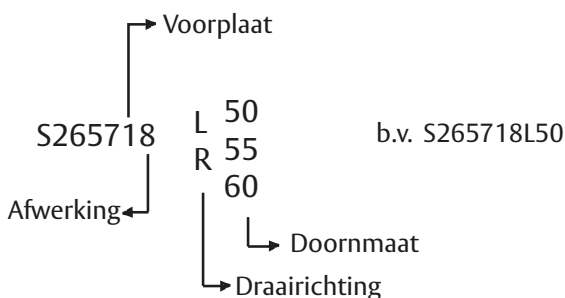 Voorplaat
S265718 L R 50 55 60 b.v. S265718L50
Afwerking
Doornmaat
Draairichting